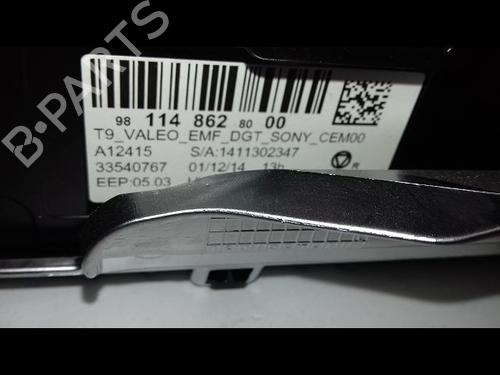 B-PARTS
98 114 862 80 00
T9_VALEO_EMF_DGT_SONY_CEM00
A12415 S/A:1411302347
33540767 01/12/14 13h R
EEP:05.03